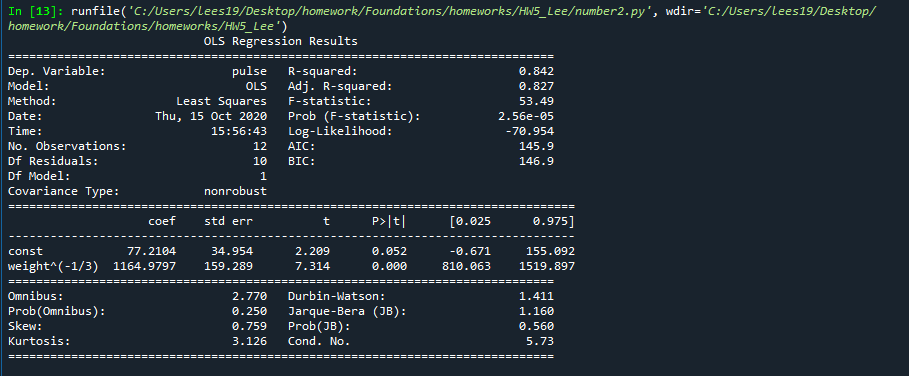 In [13]: runfile('C:/Users/lees19/Desktop/homework/Foundations/homeworks/HW5_Lee/number2.py', wdir='C:/Users/lees19/Desktop/
homework/Foundations/homeworks/HW5_Lee')
                            OLS Regression Results
==============================================================================
Dep. Variable:                  pulse   R-squared:                       0.842
Model:                            OLS   Adj. R-squared:                  0.827
Method:                 Least Squares   F-statistic:                     53.49
Date:                Thu, 15 Oct 2020   Prob (F-statistic):           2.56e-05
Time:                        15:56:43   Log-Likelihood:                -70.954
No. Observations:                  12   AIC:                             145.9
Df Residuals:                      10   BIC:                             146.9
Df Model:                           1
Covariance Type:            nonrobust
=================================================================================
                    coef    std err          t      P>|t|      [0.025      0.975]
---------------------------------------------------------------------------------
const            77.2104     34.954      2.209      0.052      -0.671     155.092
weight^(-1/3)  1164.9797    159.289      7.314      0.000     810.063    1519.897
==============================================================================
Omnibus:                        2.770   Durbin-Watson:                   1.411
Prob(Omnibus):                  0.250   Jarque-Bera (JB):                1.160
Skew:                           0.759   Prob(JB):                        0.560
Kurtosis:                       3.126   Cond. No.                         5.73
==============================================================================